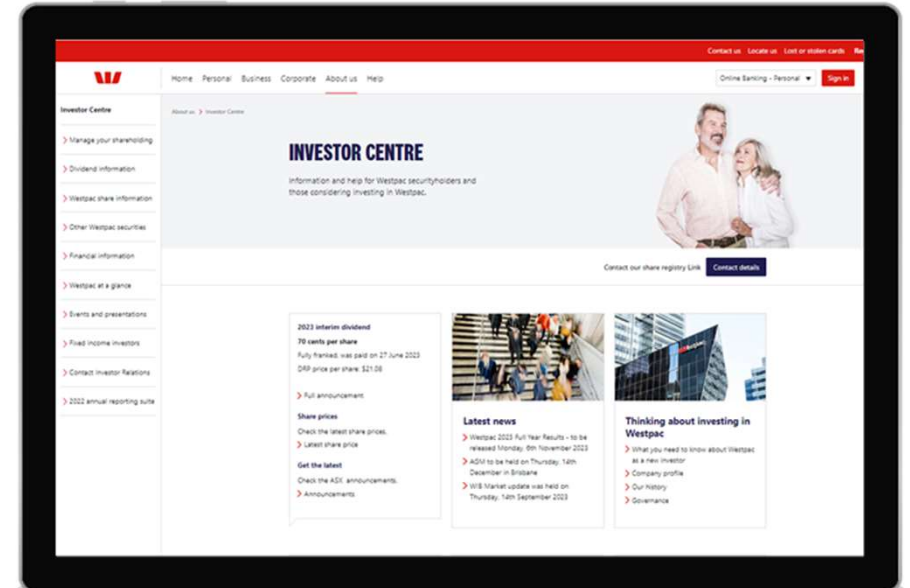 Contact us Locate us Lost or stolen cards
Home Personal Business Corporate About us Help
Online Banking - Personal
Sign in
Investor Centre
Manage your shareholding
Dividend information
Westpac share information
Other Westpac securities
Financial information
Westpac at a glance
Events and presentations
Fixed income investors
Contact Investor Relations
2022 annual reporting suite
About us Investor Centre
INVESTOR CENTRE
Information and help for Westpac securityholders and
those considering investing in Westpac.
Contact our share registry Link
Contact details
2023 interim dividend
70 cents per share
Fully franked, was paid on 27 June 2023
DRP price per share: $21.08
Full announcement
Share prices
Check the latest share prices.
Latest share price
Get the latest
Check the ASX announcements.
Announcements
Latest news
Westpac 2023 Full Year Results - to be
released Monday, 6th November 2023
AGM to be held on Thursday, 14th
December in Brisbane
WIB Market update was held on
Thursday, 14th September 2023
Thinking about investing in
Westpac
What you need to know about Westpac
as a new investor
Company profile
Our history
Governance